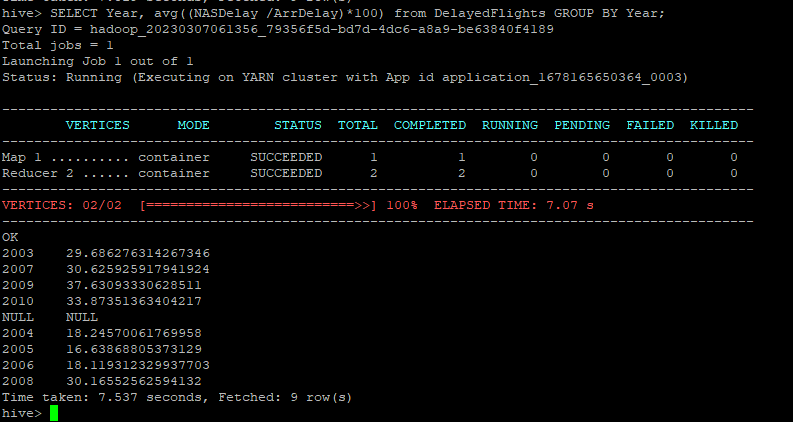 hive> SELECT Year, avg((NASDelay /ArrDelay)*100) from DelayedFlights GROUP BY Year;
Query ID = hadoop_20230307061356_79356f5d-bd7d-4dc6-a8a9-be63840f4189
Total jobs = 1
Launching Job 1 out of 1
Status: Running (Executing on YARN cluster with App id application_1678165650364_0003)
----------------------------------------------------------------------------------------------
VERTICES MODE STATUS TOTAL COMPLETED RUNNING PENDING FAILED KILLED
----------------------------------------------------------------------------------------------
Map 1 .......... container SUCCEEDED 1 1 0 0 0 0
Reducer 2 ...... container SUCCEEDED 2 2 0 0 0 0
----------------------------------------------------------------------------------------------
VERTICES: 02/02 [==========================>>] 100% ELAPSED TIME: 7.07 s
----------------------------------------------------------------------------------------------
OK
2003 29.686276314267346
2007 30.625925917941924
2009 37.63093330628511
2010 33.87351363404217
NULL NULL
2004 18.24570061769958
2005 16.63868805373129
2006 18.119312329937703
2008 30.16552562594132
Time taken: 7.537 seconds, Fetched: 9 row(s)
hive>